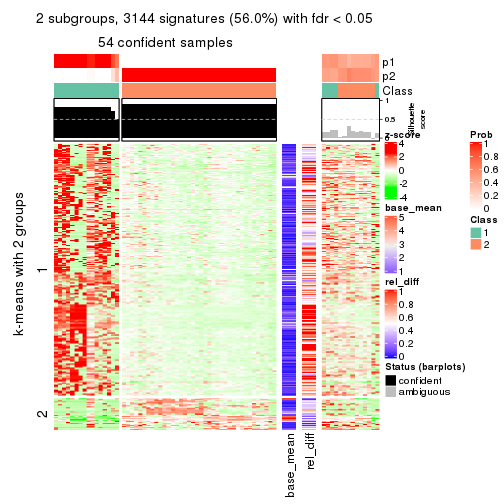 2 subgroups, 3144 signatures (56.0%) with fdr < 0.05
54 confident samples
p1
p2
Class
1
0.5
0
Silhouette
score
k-means with 2 groups
1
2
base_mean
rel_diff
z-score
4
2
0
-2
-4
base_mean
5
4
3
2
1
rel_diff
1
0.8
0.6
0.4
0.2
0
Status (barplots)
confident
ambiguous
Prob
1
0.8
0.6
0.4
0.2
0
Class
1
2